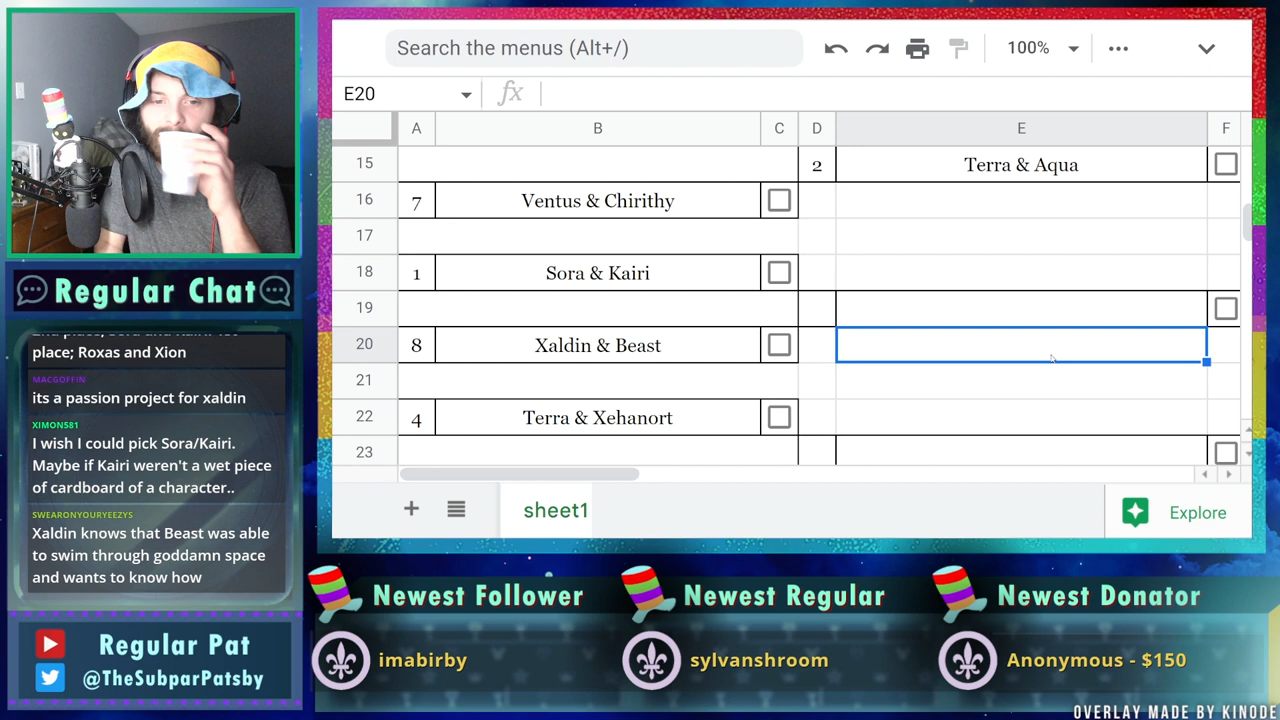 Search the menus (Alt+/)
100%
E20
fx
A B C D E F
15 2 Terra & Aqua
16 7 Ventus & Chirithy
17
18 1 Sora & Kairi
19
20 8 Xaldin & Beast
21
22 4 Terra & Xehanort
23
sheet1
Explore
Regular Chat
place; Roxas and Xion
MACGOFFIN
its a passion project for xaldin
XIMON581
I wish I could pick Sora/Kairi.
Maybe if Kairi weren't a wet piece
of cardboard of a character..
SWEARONYOURYEEZYS
Xaldin knows that Beast was able
to swim through goddamn space
and wants to know how
Regular Pat
@TheSubparPatsby
Newest Follower
imabirby
Newest Regular
sylvanshroom
Newest Donator
Anonymous - $150
OVERLAY MADE BY KINODE